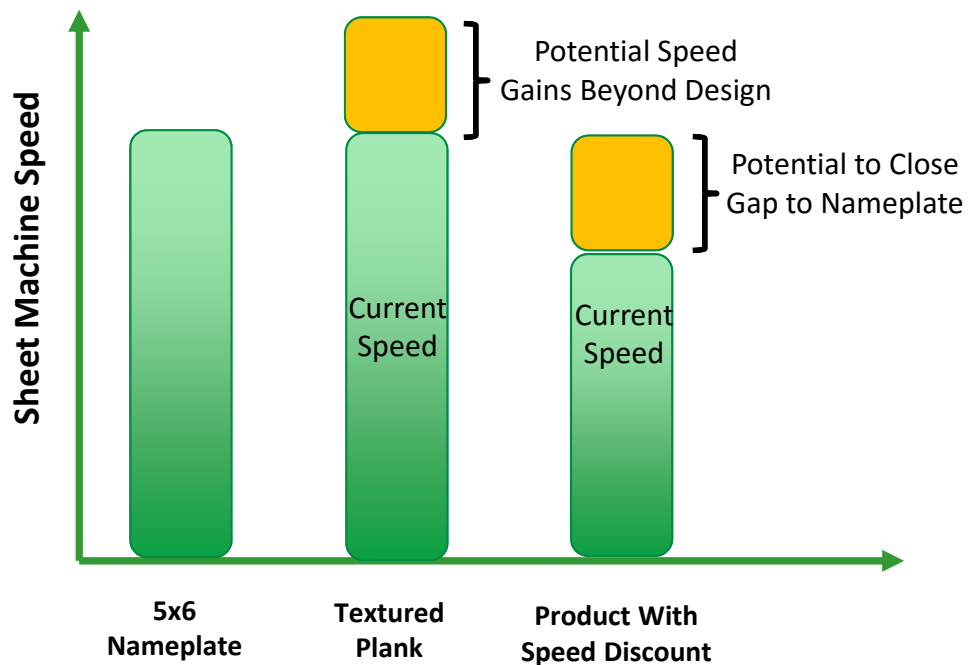 Potential Speed
Gains Beyond Design
Potential to Close
Gap to Nameplate
Sheet Machine Speed
Current
Speed
Current
Speed
5x6
Nameplate
Textured
Plank
Product With
Speed Discount